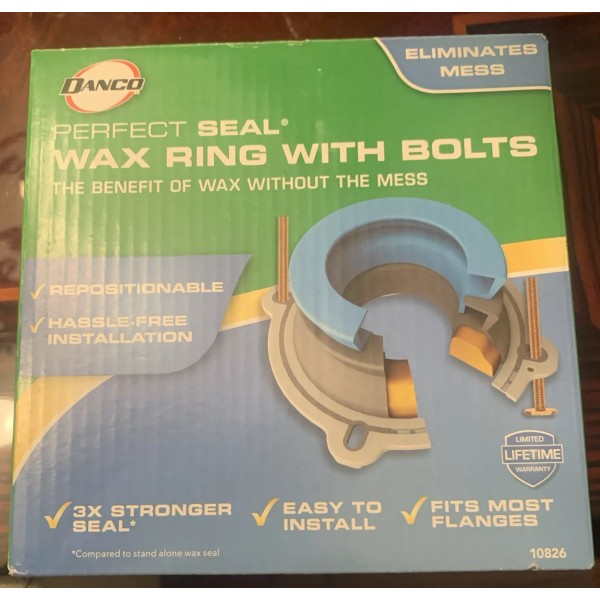 DANCO
ELIMINATES
MESS
PERFECT SEAL®
WAX RING WITH BOLTS
THE BENEFIT OF WAX WITHOUT THE MESS
✓ REPOSITIONABLE
✓ HASSLE-FREE
INSTALLATION
LIMITED
LIFETIME
WARRANTY
✓ 3X STRONGER
SEAL*
✓ EASY TO
INSTALL
✓ FITS MOST
FLANGES
*Compared to stand alone wax seal
10826